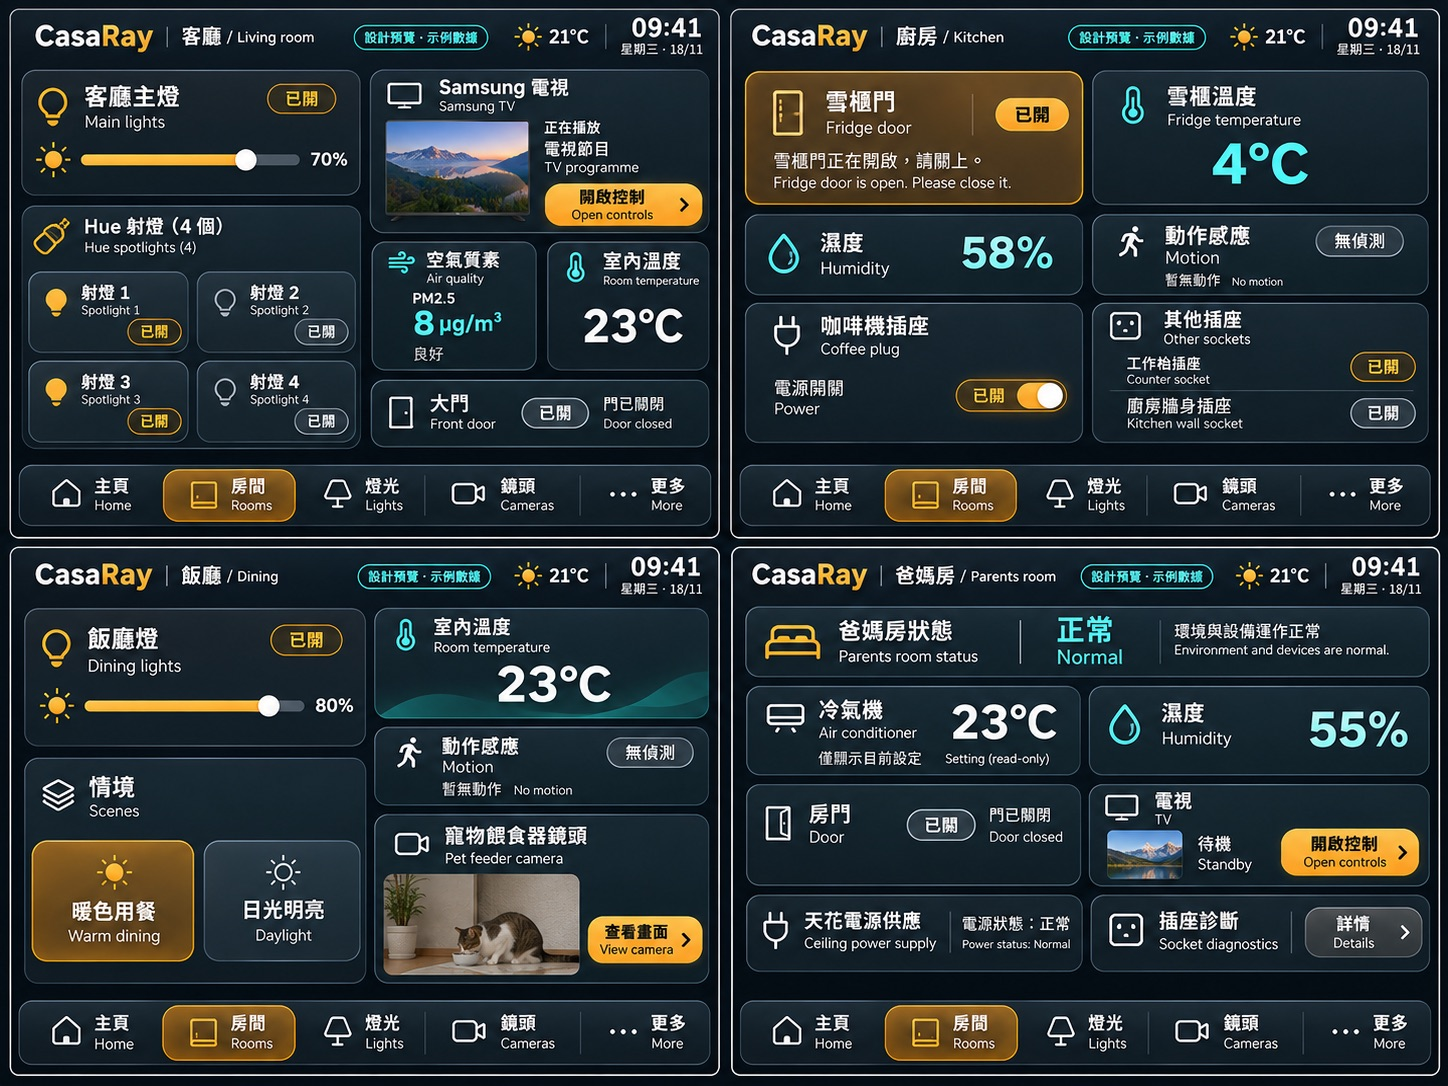 CasaRay
客廳 / Living room
設計預覽 · 示例數據
21°C
09:41
星期三 · 18/11
客廳主燈
Main lights
已開
70%
Hue 射燈（4 個）
Hue spotlights (4)
射燈 1
Spotlight 1
已開
射燈 2
Spotlight 2
已關
射燈 3
Spotlight 3
已開
射燈 4
Spotlight 4
已關
Samsung 電視
Samsung TV
正在播放
電視節目
TV programme
開啟控制
Open controls
空氣質素
Air quality
PM2.5
8 µg/m³
良好
室內溫度
Room temperature
23°C
大門
Front door
已關
門已關閉
Door closed
主頁
Home
房間
Rooms
燈光
Lights
鏡頭
Cameras
更多
More
CasaRay
廚房 / Kitchen
設計預覽 · 示例數據
21°C
09:41
星期三 · 18/11
雪櫃門
Fridge door
已開
雪櫃門正在開啟，請關上。
Fridge door is open. Please close it.
雪櫃溫度
Fridge temperature
4°C
濕度
Humidity
58%
動作感應
Motion
無偵測
暫無動作 No motion
咖啡機插座
Coffee plug
電源開關
Power
已開
其他插座
Other sockets
工作枱插座
Counter socket
已開
廚房牆身插座
Kitchen wall socket
已關
主頁
Home
房間
Rooms
燈光
Lights
鏡頭
Cameras
更多
More
CasaRay
飯廳 / Dining
設計預覽 · 示例數據
21°C
09:41
星期三 · 18/11
飯廳燈
Dining lights
已開
80%
情境
Scenes
暖色用餐
Warm dining
日光明亮
Daylight
室內溫度
Room temperature
23°C
動作感應
Motion
無偵測
暫無動作 No motion
寵物餵食器鏡頭
Pet feeder camera
查看畫面
View camera
主頁
Home
房間
Rooms
燈光
Lights
鏡頭
Cameras
更多
More
CasaRay
爸媽房 / Parents room
設計預覽 · 示例數據
21°C
09:41
星期三 · 18/11
爸媽房狀態
Parents room status
正常
Normal
環境與設備運作正常
Environment and devices are normal.
冷氣機
Air conditioner
23°C
僅顯示目前設定
Setting (read-only)
濕度
Humidity
55%
房門
Door
已關
門已關閉
Door closed
電視
TV
待機
Standby
開啟控制
Open controls
天花電源供應
Ceiling power supply
電源狀態：正常
Power status: Normal
插座診斷
Socket diagnostics
詳情
Details
主頁
Home
房間
Rooms
燈光
Lights
鏡頭
Cameras
更多
More